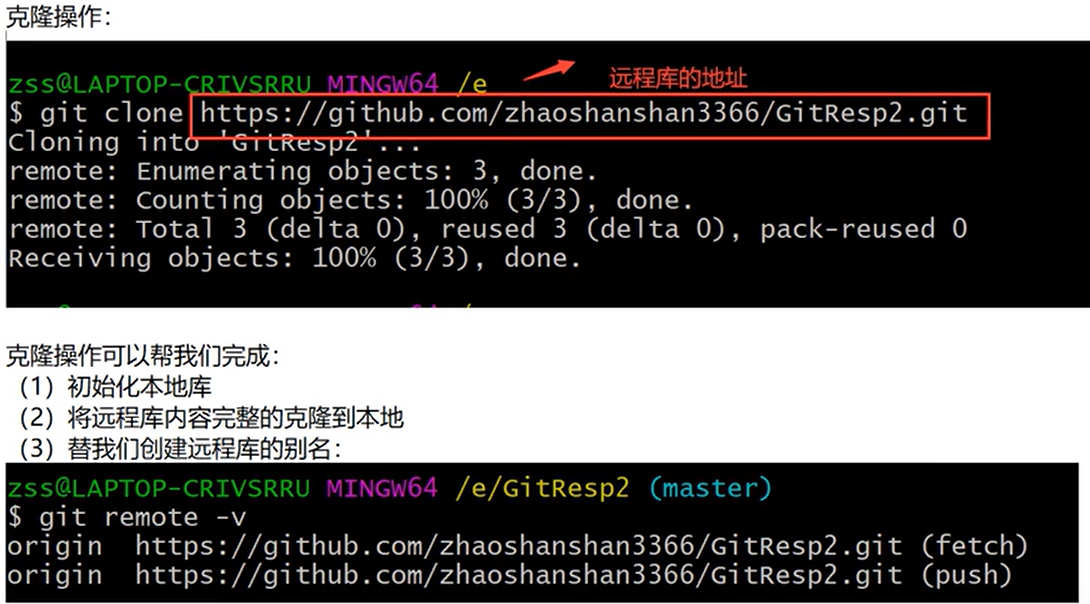 克隆操作：
zss@LAPTOP-CRIVSRRU MINGW64 /e
远程库的地址
$ git clone https://github.com/zhaoshanshan3366/GitResp2.git
Cloning into 'GitResp2'...
remote: Enumerating objects: 3, done.
remote: Counting objects: 100% (3/3), done.
remote: Total 3 (delta 0), reused 3 (delta 0), pack-reused 0
Receiving objects: 100% (3/3), done.
克隆操作可以帮我们完成：
（1）初始化本地库
（2）将远程库内容完整的克隆到本地
（3）替我们创建远程库的别名：
zss@LAPTOP-CRIVSRRU MINGW64 /e/GitResp2 (master)
$ git remote -v
origin  https://github.com/zhaoshanshan3366/GitResp2.git (fetch)
origin  https://github.com/zhaoshanshan3366/GitResp2.git (push)